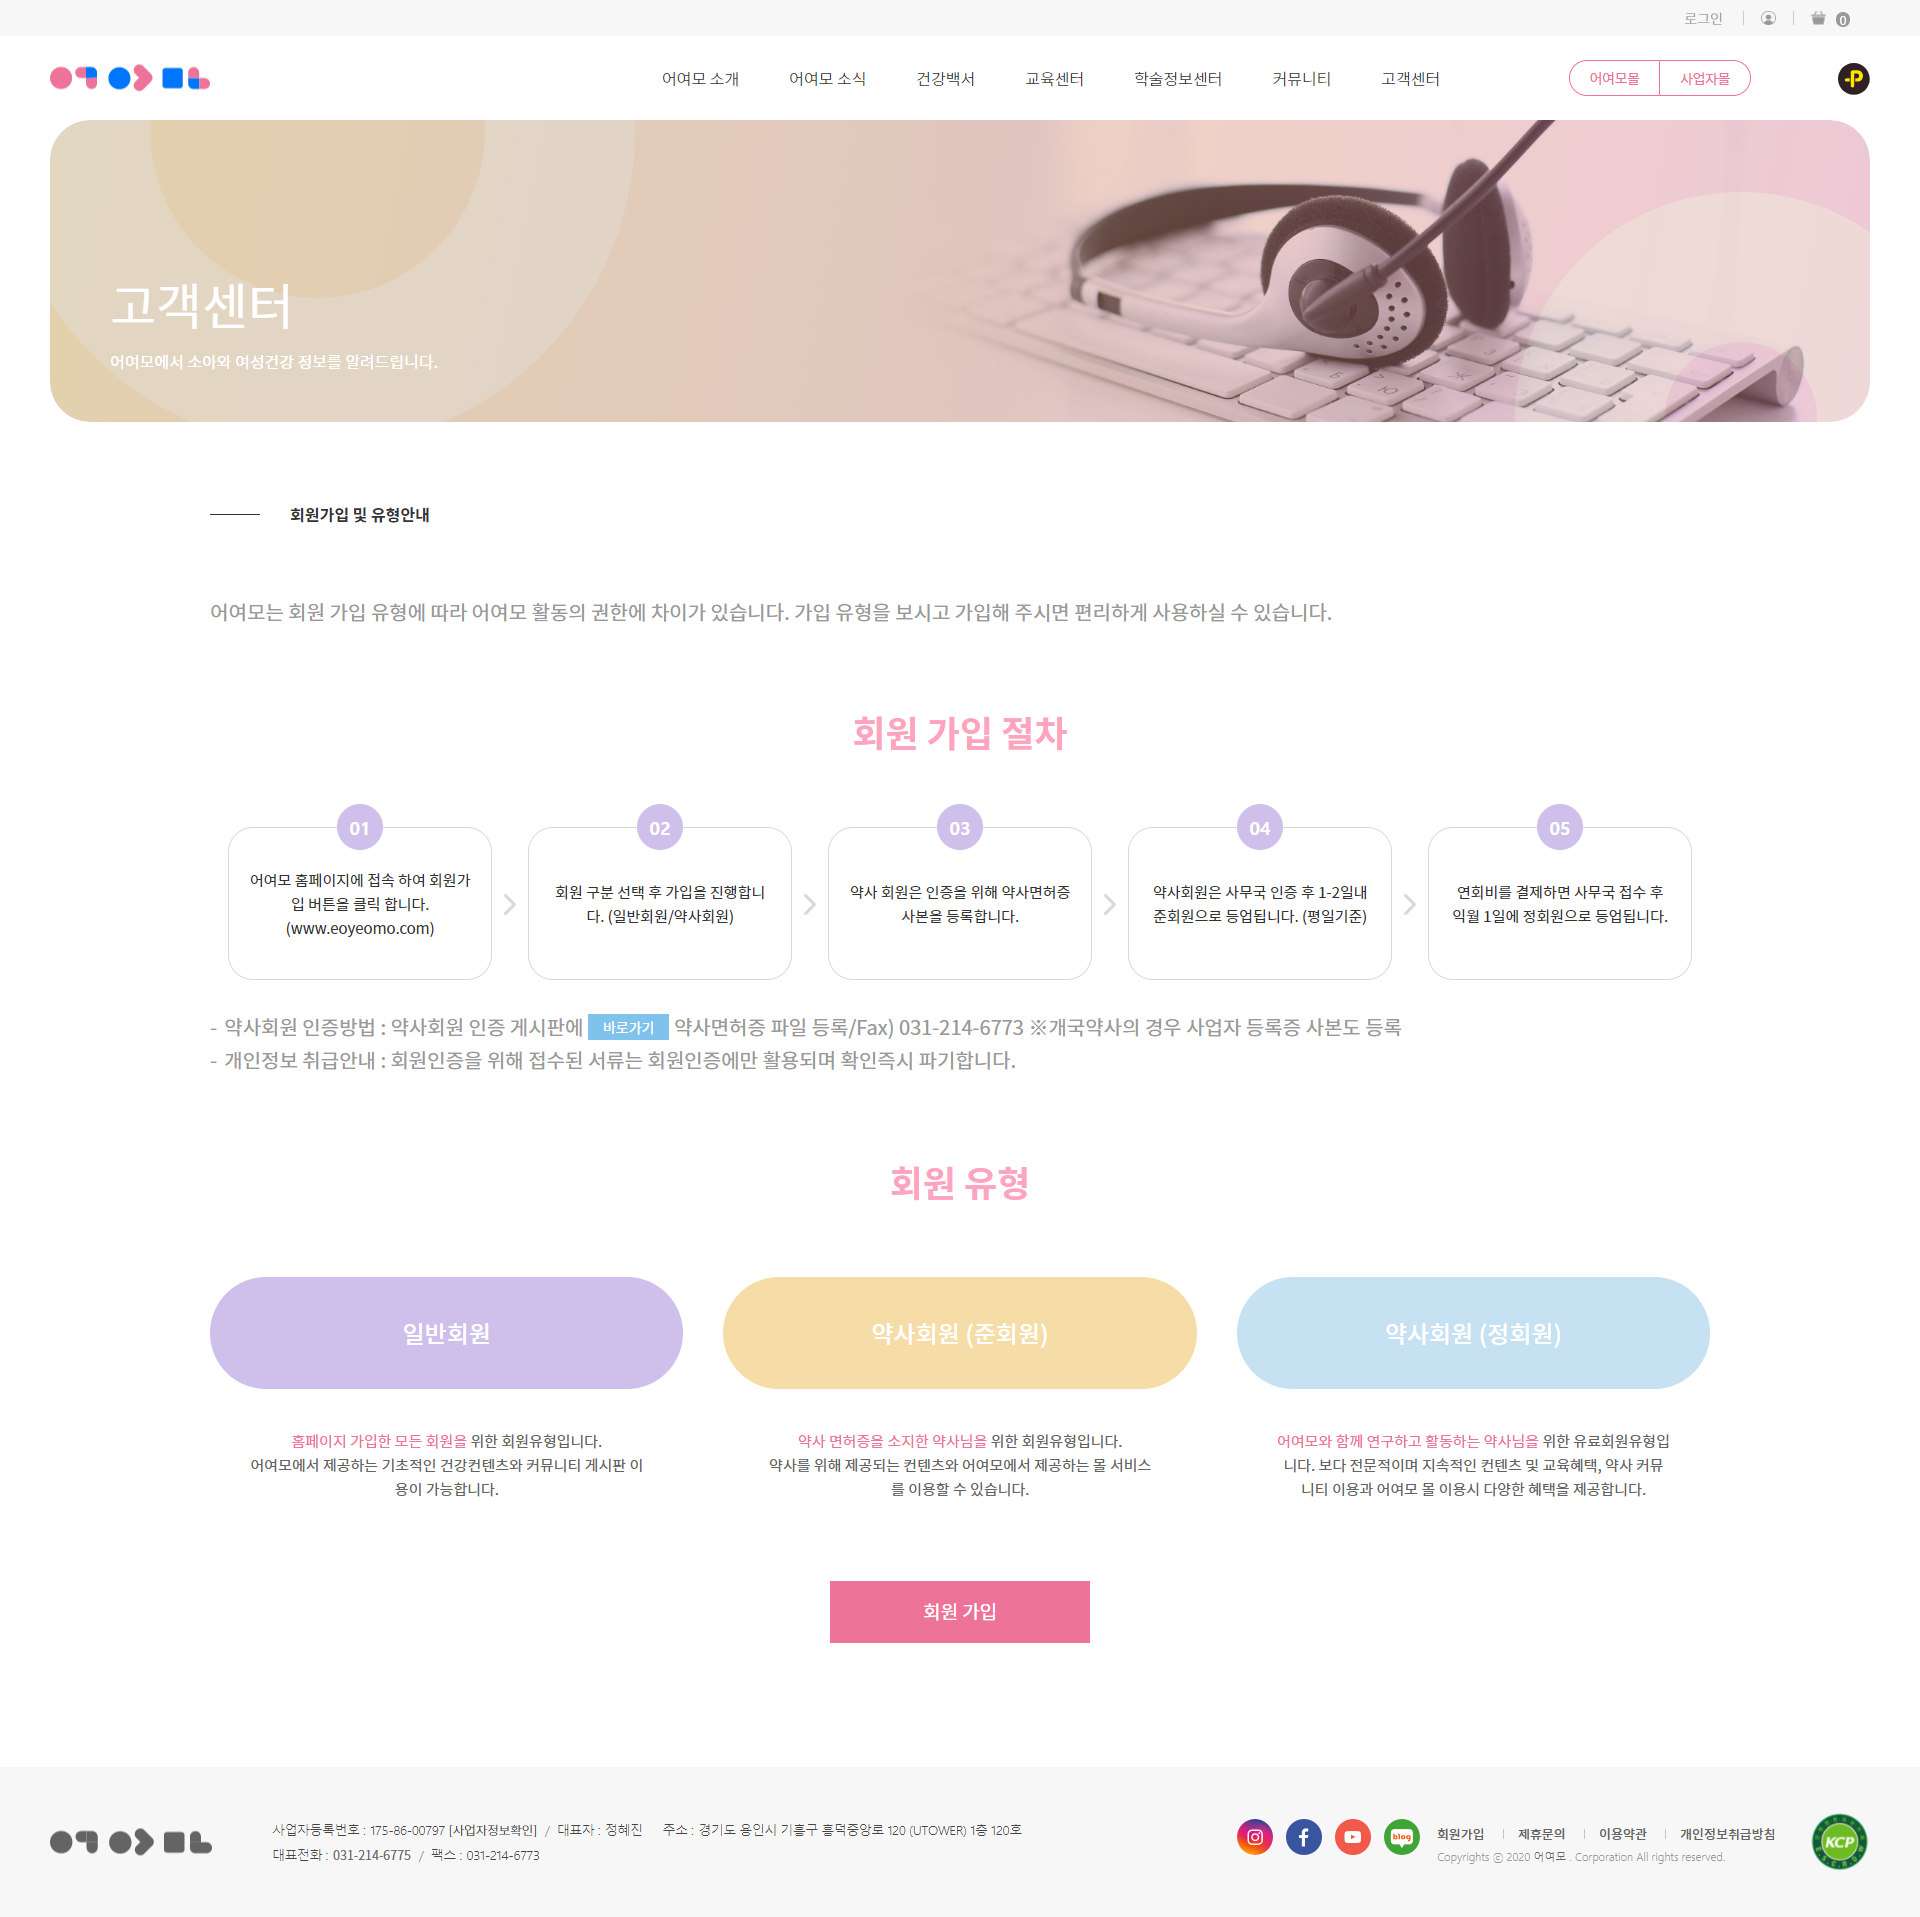 로그인
0
어여모 소개
어여모 소식
건강백서
교육센터
학술정보센터
커뮤니티
고객센터
어여모몰
사업자몰
고객센터
어여모에서 소아와 여성건강 정보를 알려드립니다.
회원가입 및 유형안내
어여모는 회원 가입 유형에 따라 어여모 활동의 권한에 차이가 있습니다. 가입 유형을 보시고 가입해 주시면 편리하게 사용하실 수 있습니다.
회원 가입 절차
01
어여모 홈페이지에 접속 하여 회원가
입 버튼을 클릭 합니다.
(www.eoyeomo.com)
02
회원 구분 선택 후 가입을 진행합니
다. (일반회원/약사회원)
03
약사 회원은 인증을 위해 약사면허증
사본을 등록합니다.
04
약사회원은 사무국 인증 후 1-2일내
준회원으로 등업됩니다. (평일기준)
05
연회비를 결제하면 사무국 접수 후
익월 1일에 정회원으로 등업됩니다.
- 약사회원 인증방법 : 약사회원 인증 게시판에 바로가기 약사면허증 파일 등록/Fax) 031-214-6773 ※개국약사의 경우 사업자 등록증 사본도 등록
- 개인정보 취급안내 : 회원인증을 위해 접수된 서류는 회원인증에만 활용되며 확인즉시 파기합니다.
회원 유형
일반회원
홈페이지 가입한 모든 회원을 위한 회원유형입니다.
어여모에서 제공하는 기초적인 건강컨텐츠와 커뮤니티 게시판 이
용이 가능합니다.
약사회원 (준회원)
약사 면허증을 소지한 약사님을 위한 회원유형입니다.
약사를 위해 제공되는 컨텐츠와 어여모에서 제공하는 몰 서비스
를 이용할 수 있습니다.
약사회원 (정회원)
어여모와 함께 연구하고 활동하는 약사님을 위한 유료회원유형입
니다. 보다 전문적이며 지속적인 컨텐츠 및 교육혜택, 약사 커뮤
니티 이용과 어여모 몰 이용시 다양한 혜택을 제공합니다.
회원 가입
사업자등록번호 : 175-86-00797 [사업자정보확인] / 대표자 : 정혜진 주소 : 경기도 용인시 기흥구 흥덕중앙로 120 (UTOWER) 1층 120호
대표전화 : 031-214-6775 / 팩스 : 031-214-6773
blog
회원가입
제휴문의
이용약관
개인정보취급방침
Copyrights ⓒ 2020 어여모 . Corporation All rights reserved.
KCP